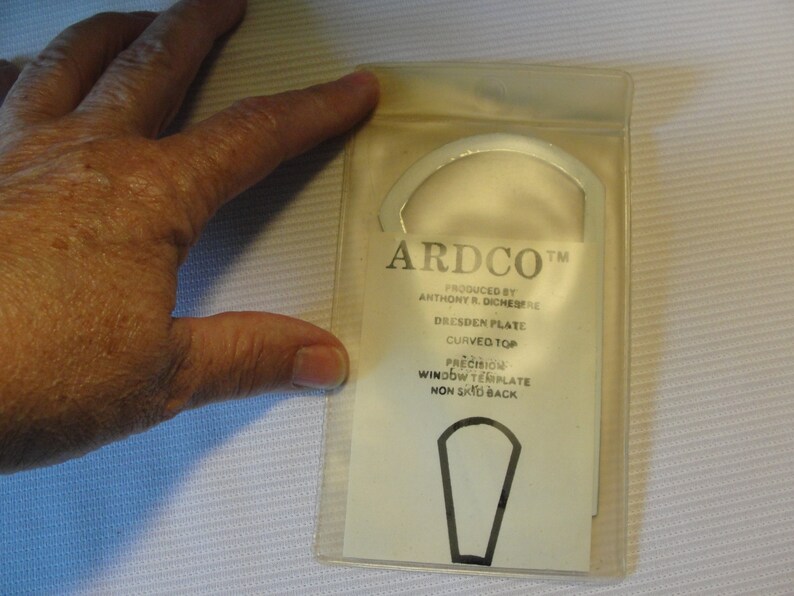 ARDCO™
PRODUCED BY
ANTHONY R. DICHESERE
DRESDEN PLATE
CURVED TOP
PRECISION
WINDOW TEMPLATE
NON SKID BACK